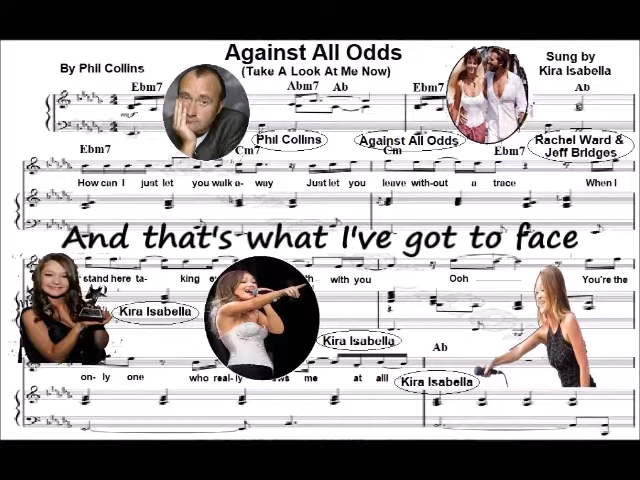 Against All Odds
(Take A Look At Me Now)
By Phil Collins
Sung by
Kira Isabella
Ebm7 Abm7 Ab Ebm7 Ab
Phil Collins
Against All Odds
Rachel Ward &
Jeff Bridges
Ebm7 Cm7 Cm Ebm7
How can I just let you walk a- way Just let you leave with-out a trace When I
And that's what I've got to face
stand here ta- king with you Ooh You're the
Kira Isabella
Kira Isabella
Ab
on- ly one who real-ly me at alll
Kira Isabella